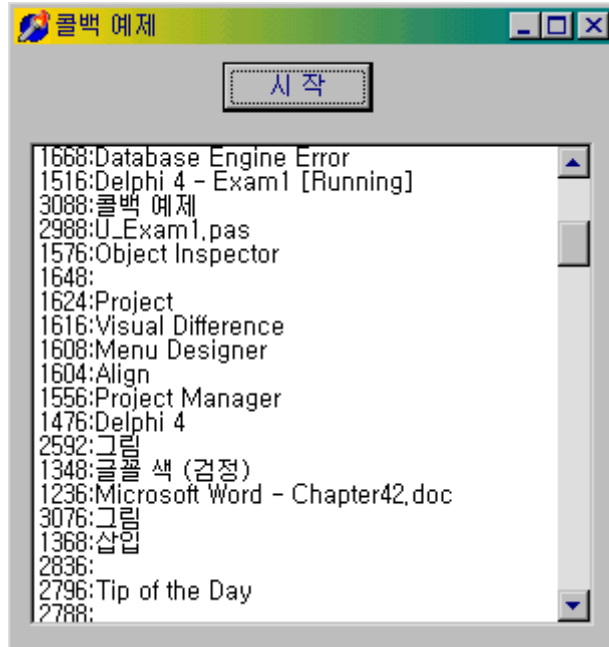 콜백 예제
시 작
1668:Database Engine Error
1516:Delphi 4 - Exam1 [Running]
3088:콜백 예제
2988:U_Exam1.pas
1576:Object Inspector
1648:
1624:Project
1616:Visual Difference
1608:Menu Designer
1604:Align
1556:Project Manager
1476:Delphi 4
2592:그림
1348:글꼴 색 (검정)
1236:Microsoft Word - Chapter42.doc
3076:그림
1368:삽입
2836:
2796:Tip of the Day
2788: